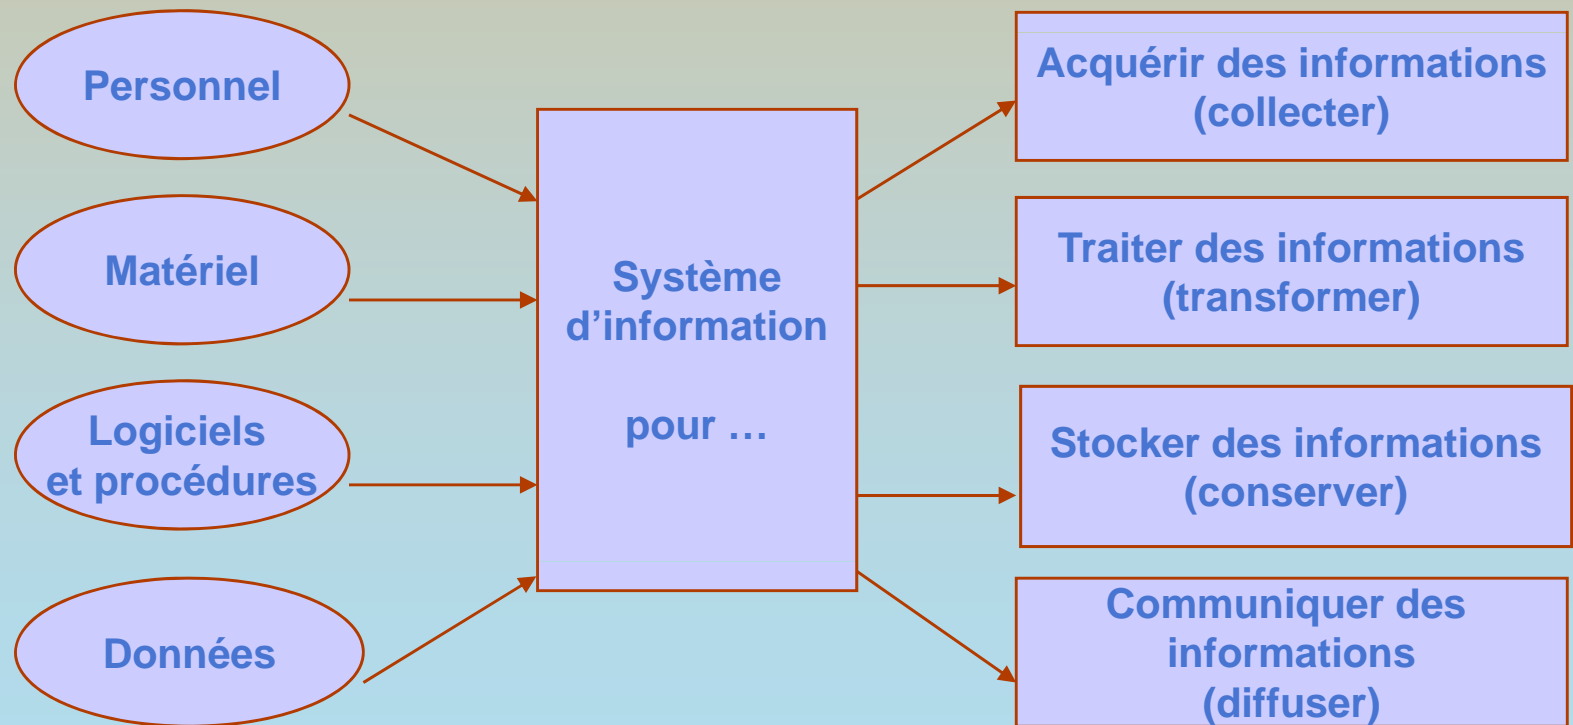 Personnel
Matériel
Logiciels
et procédures
Données
Système
d’information
pour …
Acquérir des informations
(collecter)
Traiter des informations
(transformer)
Stocker des informations
(conserver)
Communiquer des
informations
(diffuser)